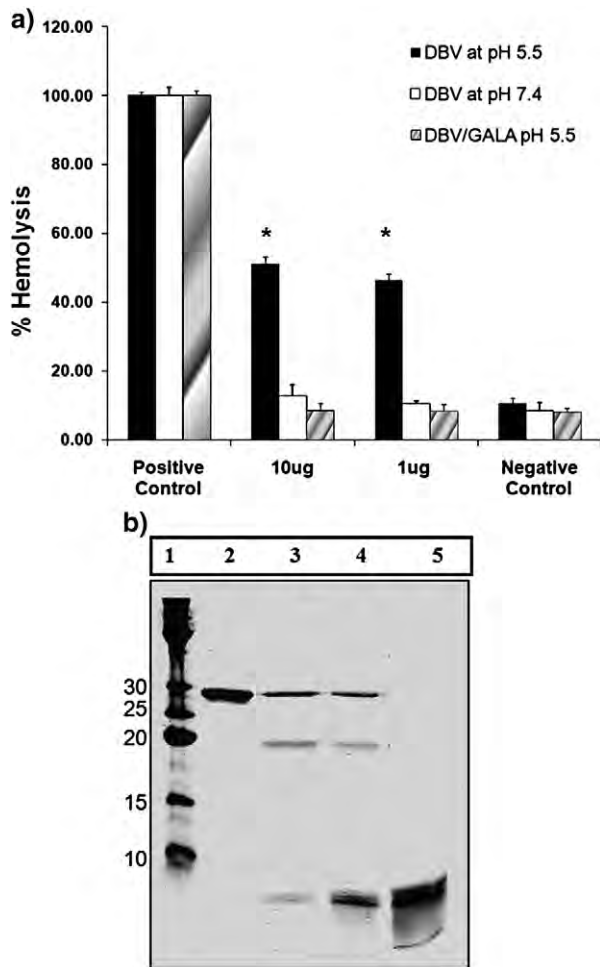 a)
120.00
100.00
80.00
60.00
40.00
20.00
0.00
% Hemolysis
DBV at pH 5.5
DBV at pH 7.4
DBV/GALA pH 5.5
*
*
Positive Control
10ug
1ug
Negative Control
b)
1 2 3 4 5
30
25
20
15
10